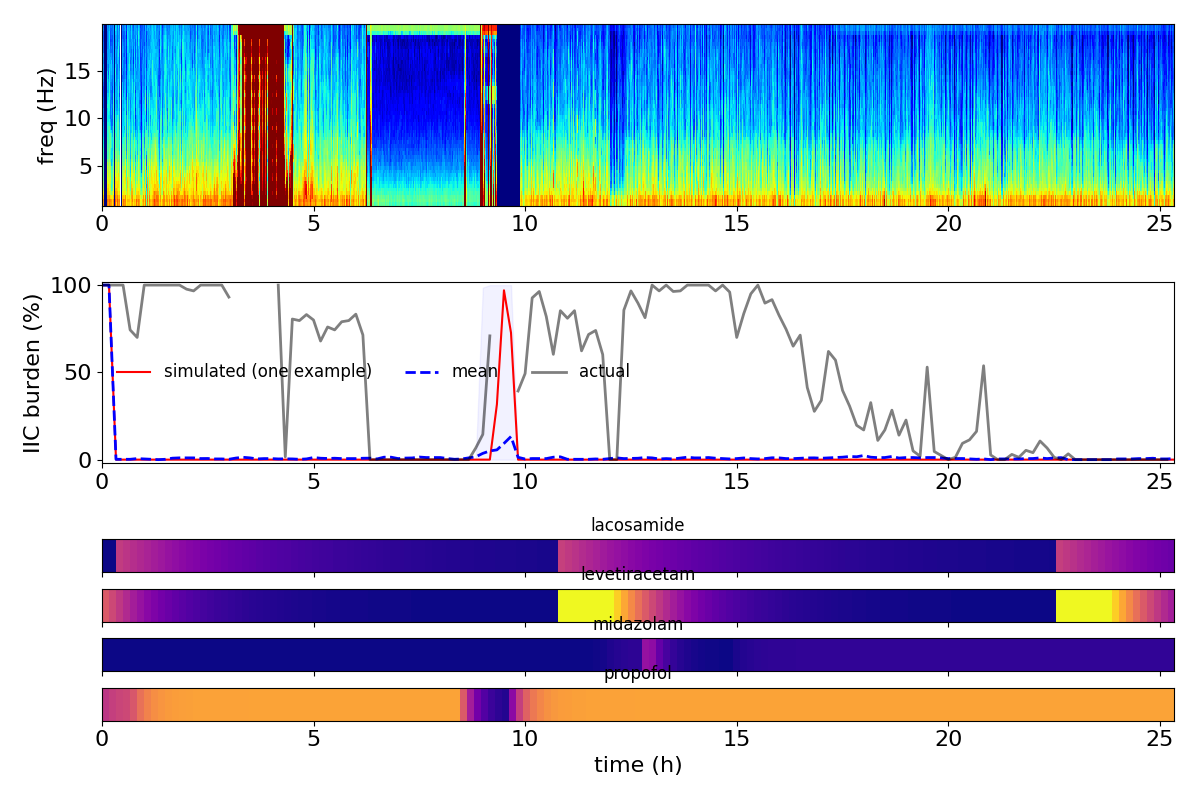 freq (Hz)
15
10
5
0 5 10 15 20 25
IIC burden (%)
100
50
0
simulated (one example) mean actual
0 5 10 15 20 25
lacosamide
levetiracetam
midazolam
propofol
0 5 10 15 20 25
time (h)